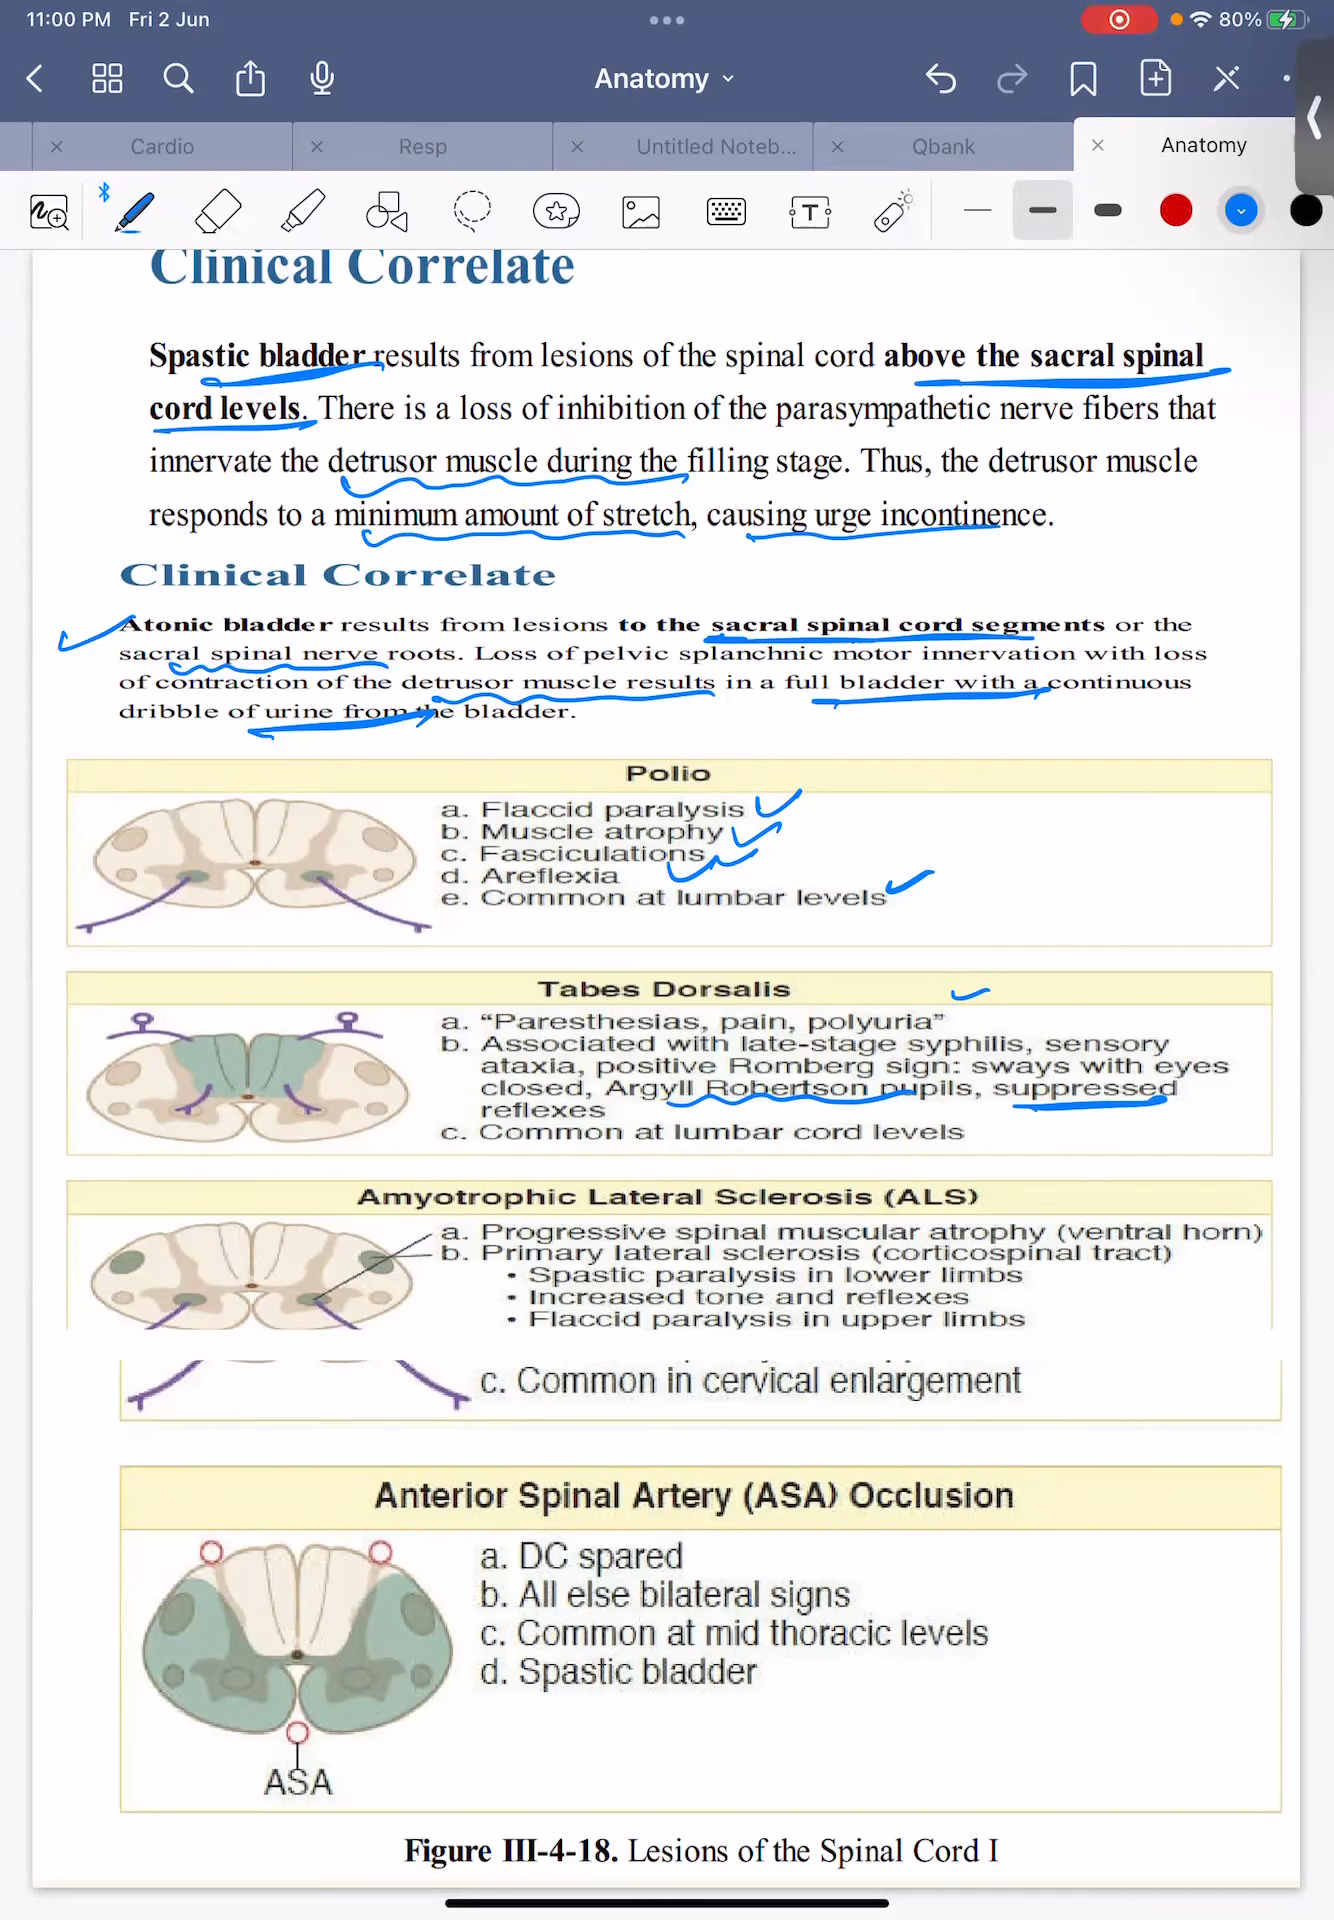 11:00 PM Fri 2 Jun
80%
Anatomy
Cardio
Resp
Untitled Noteb...
Qbank
Anatomy
T
Clinical Correlate
Spastic bladder results from lesions of the spinal cord above the sacral spinal
cord levels. There is a loss of inhibition of the parasympathetic nerve fibers that
innervate the detrusor muscle during the filling stage. Thus, the detrusor muscle
responds to a minimum amount of stretch, causing urge incontinence.
Clinical Correlate
Atonic bladder results from lesions to the sacral spinal cord segments or the
sacral spinal nerve roots. Loss of pelvic splanchnic motor innervation with loss
of contraction of the detrusor muscle results in a full bladder with a continuous
dribble of urine from the bladder.
Polio
a. Flaccid paralysis
b. Muscle atrophy
c. Fasciculations
d. Areflexia
e. Common at lumbar levels
Tabes Dorsalis
a. “Paresthesias, pain, polyuria”
b. Associated with late-stage syphilis, sensory
ataxia, positive Romberg sign: sways with eyes
closed, Argyll Robertson pupils, suppressed
reflexes
c. Common at lumbar cord levels
Amyotrophic Lateral Sclerosis (ALS)
a. Progressive spinal muscular atrophy (ventral horn)
b. Primary lateral sclerosis (corticospinal tract)
• Spastic paralysis in lower limbs
• Increased tone and reflexes
• Flaccid paralysis in upper limbs
c. Common in cervical enlargement
Anterior Spinal Artery (ASA) Occlusion
a. DC spared
b. All else bilateral signs
c. Common at mid thoracic levels
d. Spastic bladder
ASA
Figure III-4-18. Lesions of the Spinal Cord I